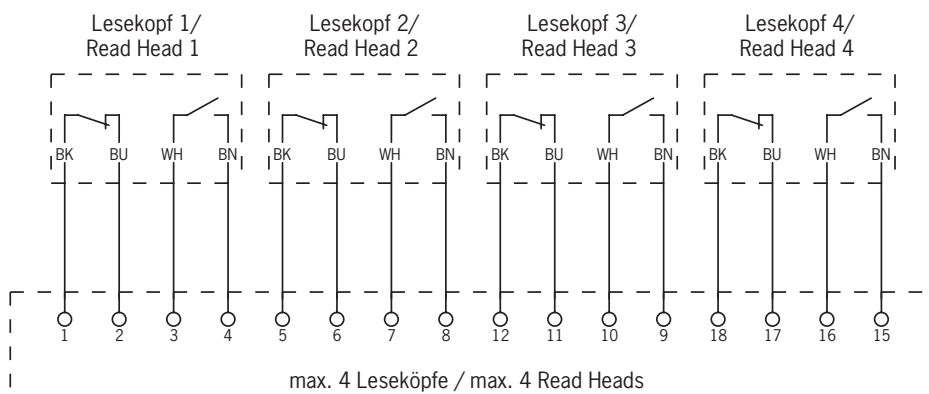 Lesekopf 1/
Read Head 1
Lesekopf 2/
Read Head 2
Lesekopf 3/
Read Head 3
Lesekopf 4/
Read Head 4
BK BU WH BN BK BU WH BN BK BU WH BN BK BU WH BN
1 2 3 4 5 6 7 8 12 11 10 9 18 17 16 15
max. 4 Leseköpfe / max. 4 Read Heads